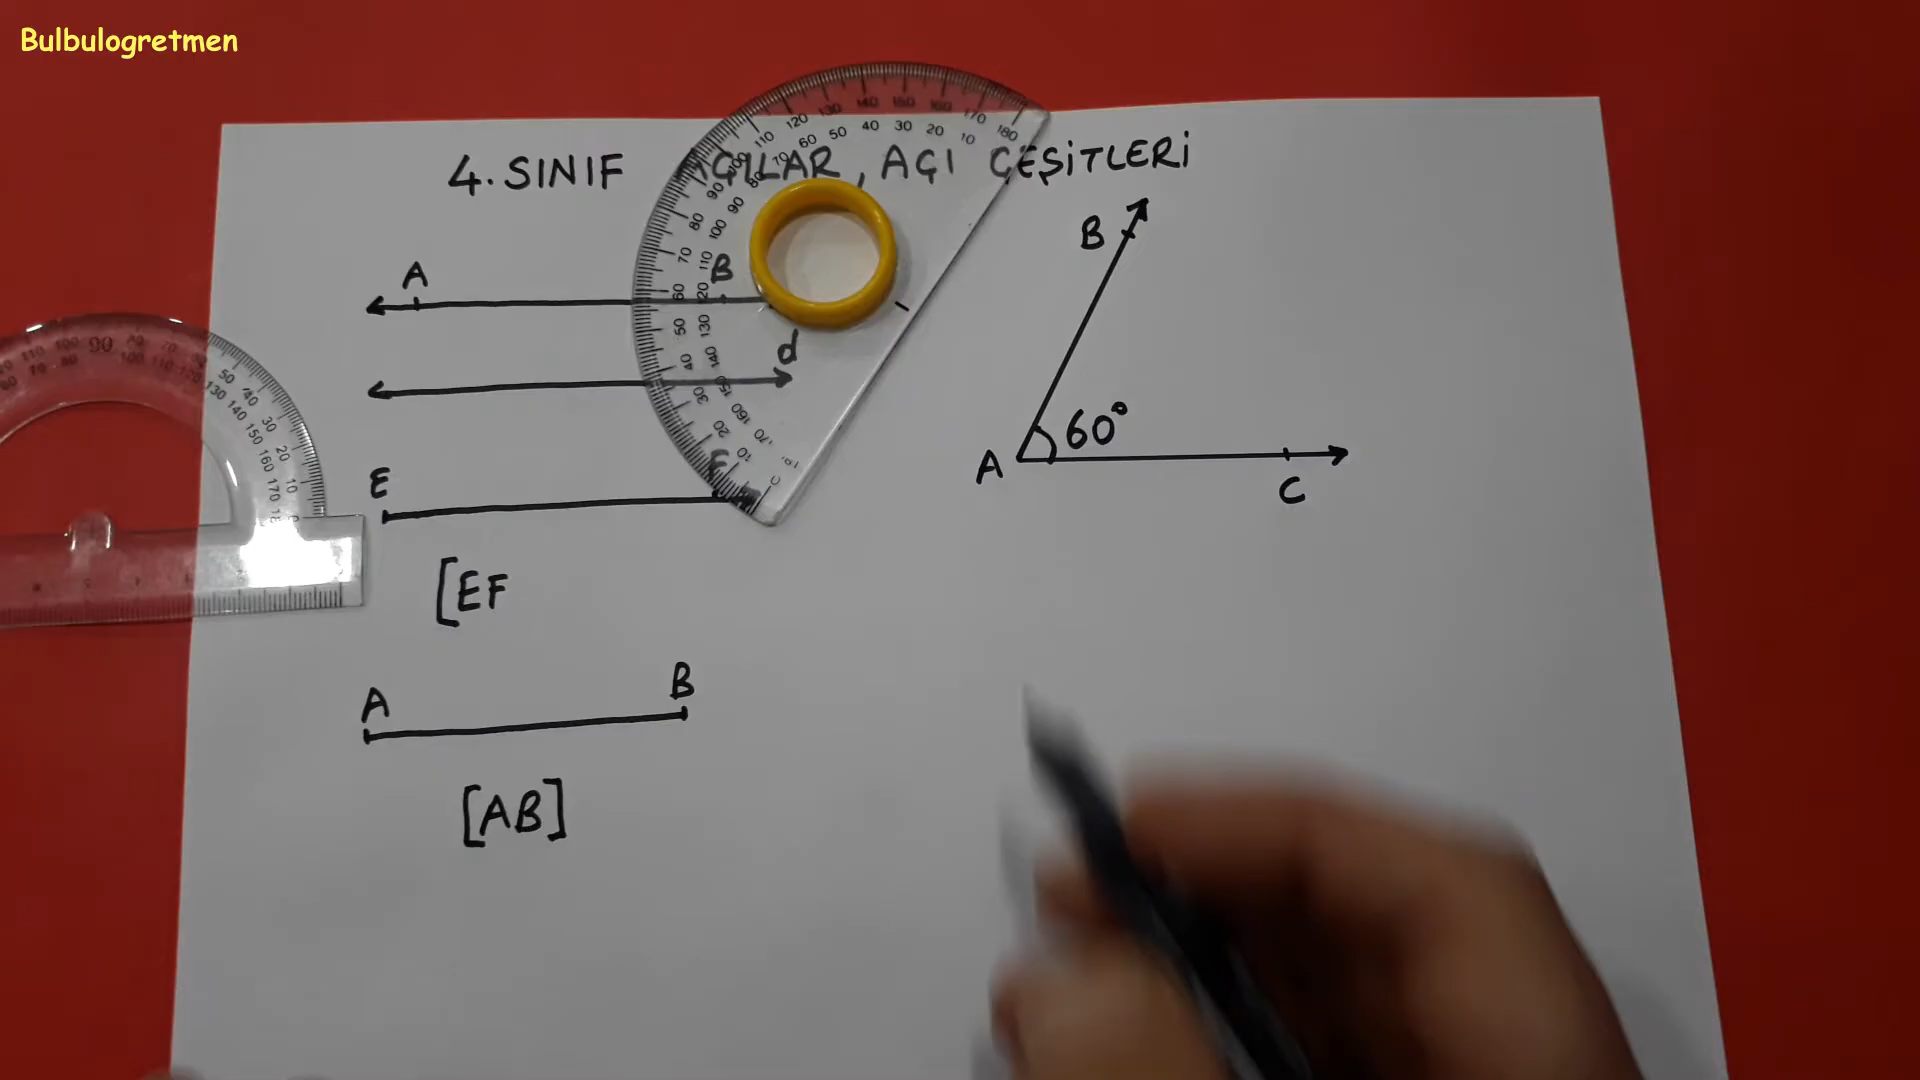 Bulbulogretmen
4. SINIF AÇILAR, AÇI ÇEŞİTLERİ
A B
d
E F
[EF
A B
[AB]
B
60°
A
C